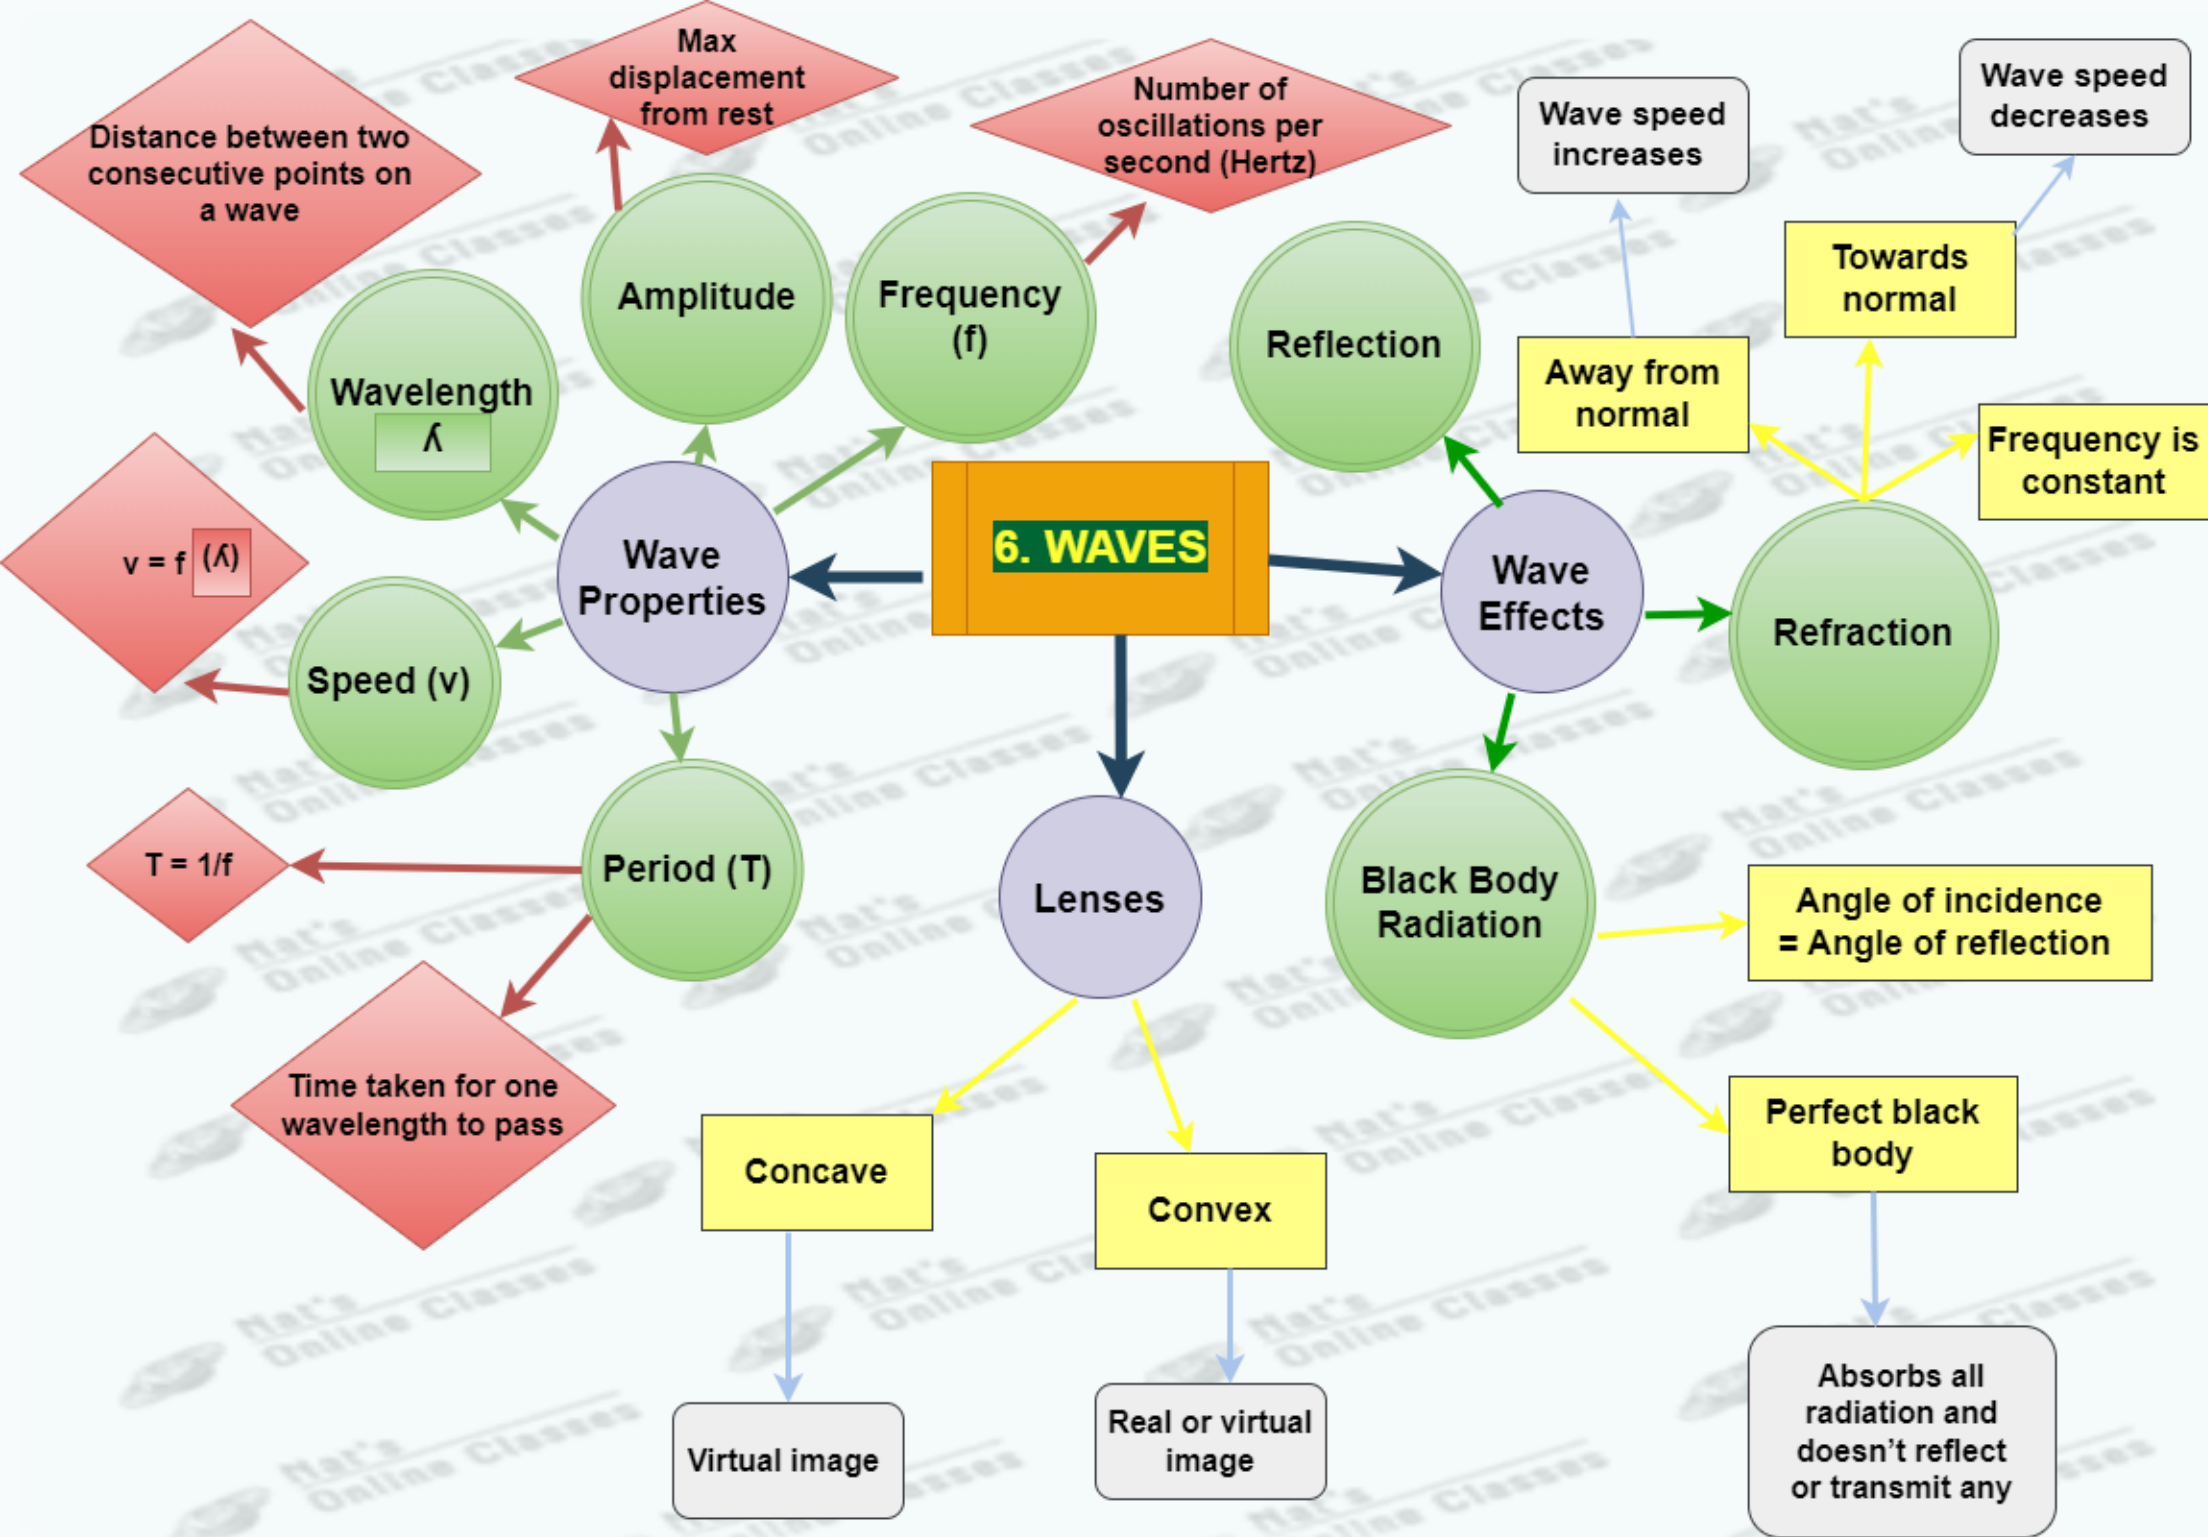 Max
displacement
from rest
Number of
oscillations per
second (Hertz)
Wave speed
increases
Wave speed
decreases
Distance between two
consecutive points on
a wave
Amplitude
Frequency
(f)
Reflection
Towards
normal
Away from
normal
Frequency is
constant
Wavelength
ʎ
v = f (ʎ)
Wave
Properties
6. WAVES
Wave
Effects
Refraction
Speed (v)
T = 1/f
Period (T)
Lenses
Black Body
Radiation
Angle of incidence
= Angle of reflection
Time taken for one
wavelength to pass
Concave
Convex
Perfect black
body
Virtual image
Real or virtual
image
Absorbs all
radiation and
doesn’t reflect
or transmit any
Nat's
Online Classes